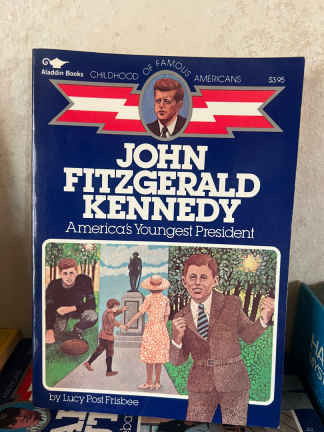 Aladdin Books
CHILDHOOD OF FAMOUS AMERICANS
$3.95
JOHN
FITZGERALD
KENNEDY
America's Youngest President
by Lucy Post Frisbee